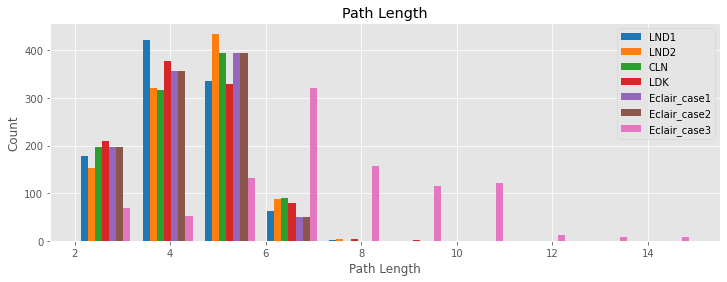 Path Length
LND1
LND2
CLN
LDK
Eclair_case1
Eclair_case2
Eclair_case3
Count
400
300
200
100
0
2 4 6 8 10 12 14
Path Length